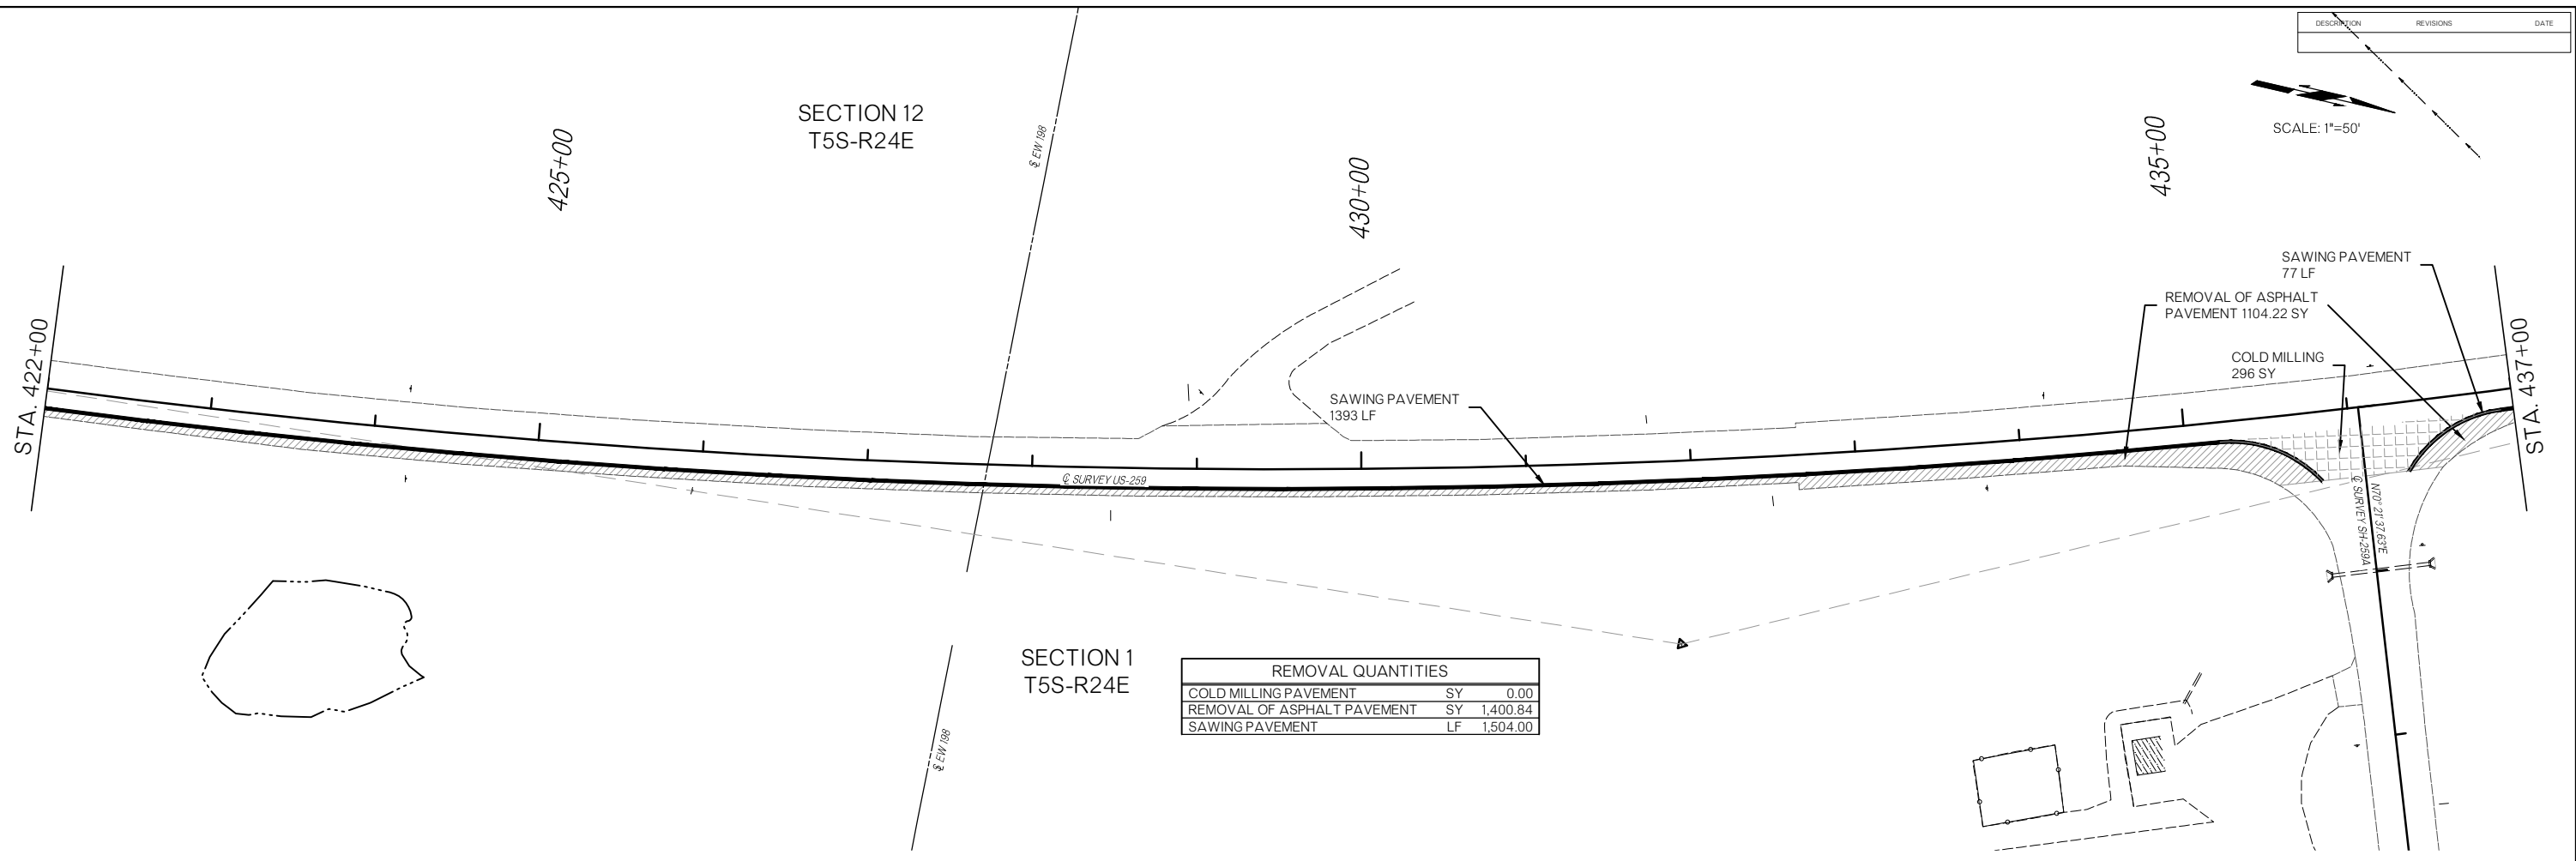 DESCRIPTION REVISIONS DATE
SCALE: 1"=50'
SECTION 12
T5S-R24E
425+00
430+00
435+00
℄ EW 198
STA. 422+00
SAWING PAVEMENT
77 LF
REMOVAL OF ASPHALT
PAVEMENT 1104.22 SY
COLD MILLING
296 SY
STA. 437+00
SAWING PAVEMENT
1393 LF
℄ SURVEY US-259
N70° 21' 37.63"E
℄ SURVEY SH-259A
SECTION 1
T5S-R24E
℄ EW 198
REMOVAL QUANTITIES
COLD MILLING PAVEMENT SY 0.00
REMOVAL OF ASPHALT PAVEMENT SY 1,400.84
SAWING PAVEMENT LF 1,504.00